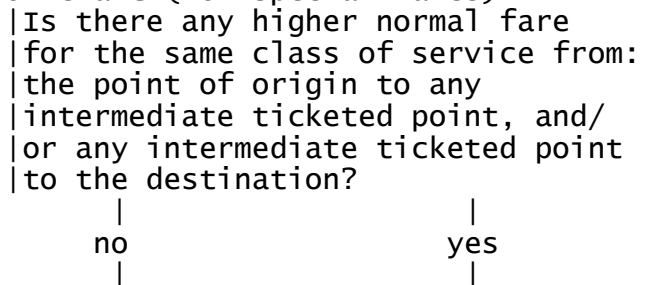 |Is there any higher normal fare
|for the same class of service from:
|the point of origin to any
|intermediate ticketed point, and/
|or any intermediate ticketed point
|to the destination?
| |
no yes
| |